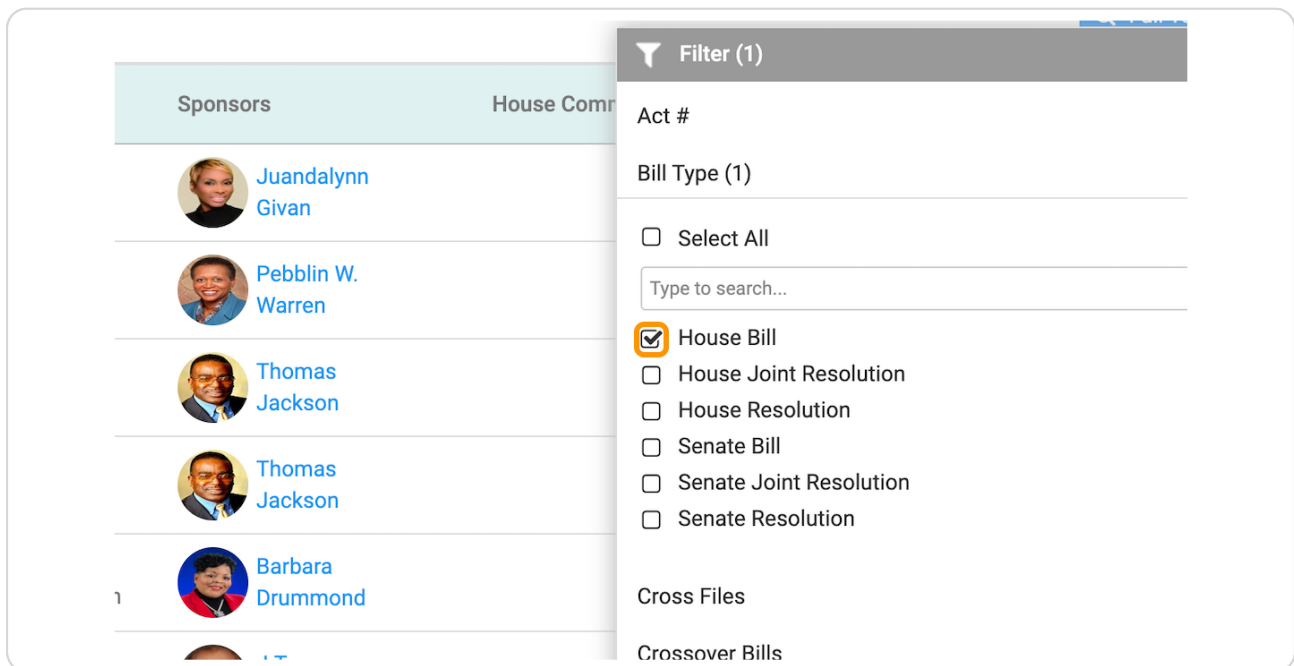 Filter (1)
Sponsors
House Comm
Act #
Bill Type (1)
Juandalynn
Givan
Select All
Pebblin W.
Warren
Type to search...
House Bill
Thomas
Jackson
House Joint Resolution
House Resolution
Senate Bill
Thomas
Jackson
Senate Joint Resolution
Senate Resolution
Barbara
Drummond
n
Cross Files
Crossover Bills